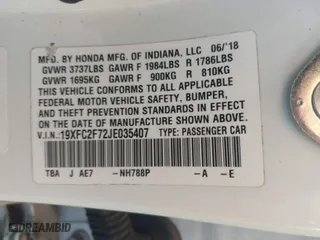 MFD. BY HONDA MFG. OF INDIANA, LLC 06/'18
GVWR 3737LBS GAWR F 1984LBS R 1786LBS
GVWR 1695KG GAWR F 900KG R 810KG
THIS VEHICLE CONFORMS TO ALL APPLICABLE
FEDERAL MOTOR VEHICLE SAFETY, BUMPER,
AND THEFT PREVENTION STANDARDS IN EFFECT
ON THE DATE OF MANUFACTURE SHOWN ABOVE.
V.I.N.: 19XFC2F72JE035407 TYPE: PASSENGER CAR
TBA J AE7 -NH788P -A -E
DREAMBID